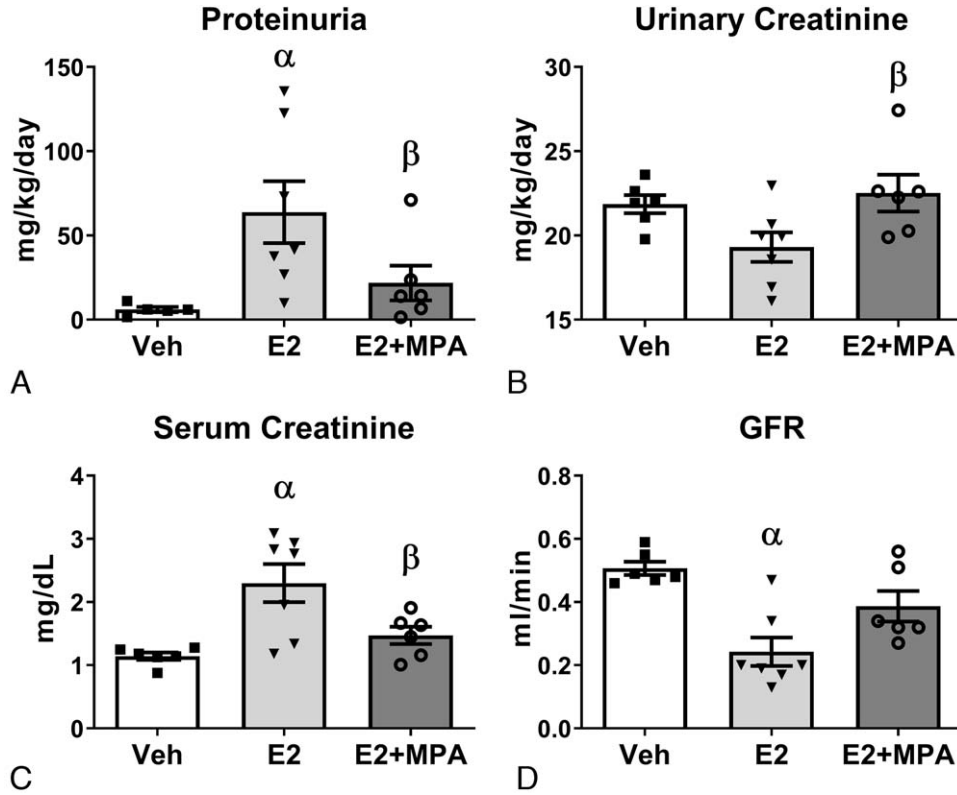 Proteinuria
α
β
mg/kg/day
150
100
50
0
Veh E2 E2+MPA
A
Urinary Creatinine
β
mg/kg/day
30
25
20
15
Veh E2 E2+MPA
B
Serum Creatinine
α
β
mg/dL
4
3
2
1
0
Veh E2 E2+MPA
C
GFR
α
ml/min
0.8
0.6
0.4
0.2
0.0
Veh E2 E2+MPA
D